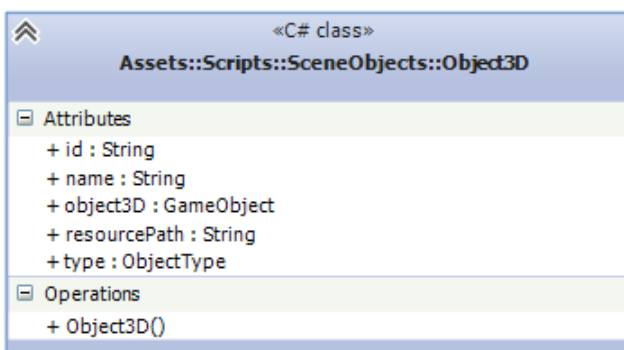 «C# class»
Assets::Scripts::SceneObjects::Object3D
Attributes
+ id : String
+ name : String
+ object3D : GameObject
+ resourcePath : String
+ type : ObjectType
Operations
+ Object3D()